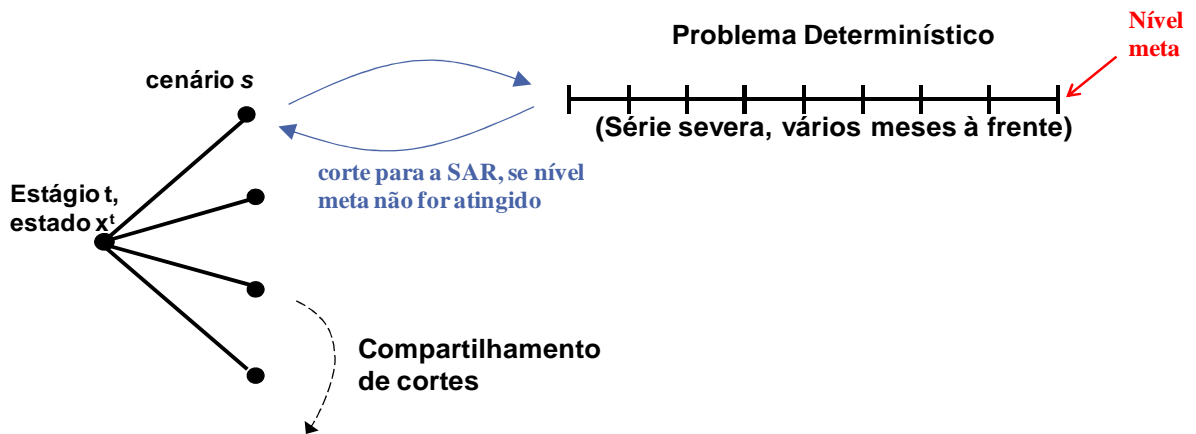 Nível
meta
Problema Determinístico
cenário s
(Série severa, vários meses à frente)
corte para a SAR, se nível
meta não for atingido
Estágio t,
estado xᵗ
Compartilhamento
de cortes